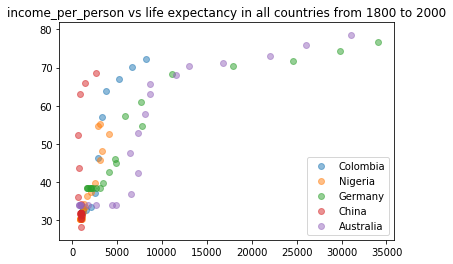 income_per_person vs life expectancy in all countries from 1800 to 2000
80
70
60
50
40
30
Colombia
Nigeria
Germany
China
Australia
0 5000 10000 15000 20000 25000 30000 35000